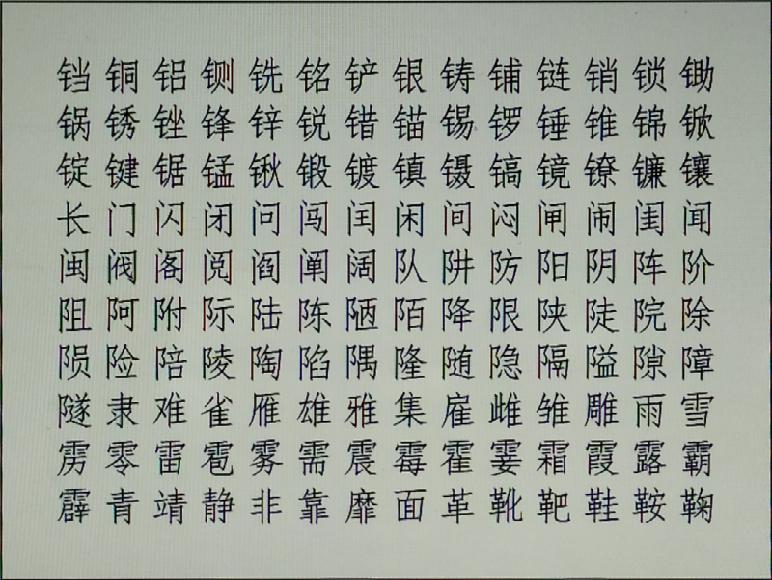 铛铜铝铡铣铭铲银铸铺链销锁锄
锅锈锉锋锌锐错锚锡锣锤锥锦锨
锭键锯锰锹锻镀镇镊镐镜镣镰镶
长门闪闭问闯闰闲间闷闸闹闺闻
闽阀阁阅阎阐阔队阱防阳阴阵阶
阻阿附际陆陈陋陌降限陕陡院除
陨险陪陵陶陷隅隆随隐隔隘隙障
隧隶难雀雁雄雅集雇雌雏雕雨雪
雳零雷雹雾需震霉霍霎霜霞露霸
霹青靖静非靠靡面革靴靶鞋鞍鞠